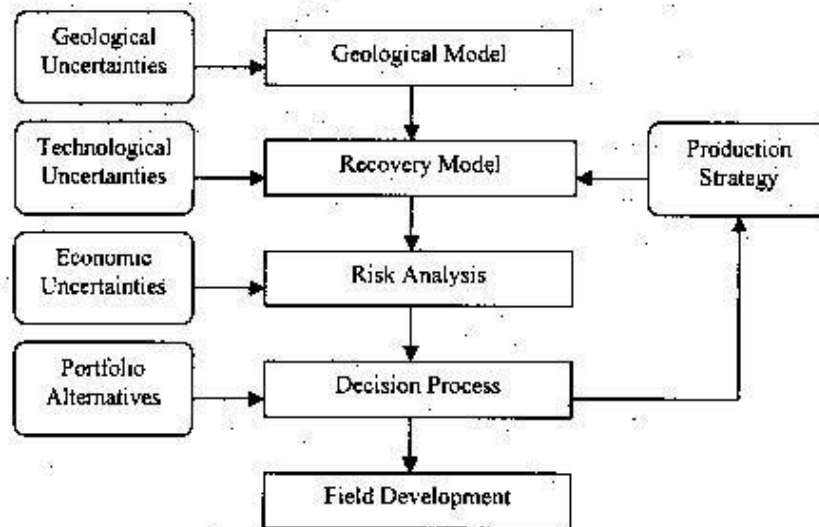 Geological
Uncertainties
Geological Model
Technological
Uncertainties
Recovery Model
Production
Strategy
Economic
Uncertainties
Risk Analysis
Portfolio
Alternatives
Decision Process
Field Development